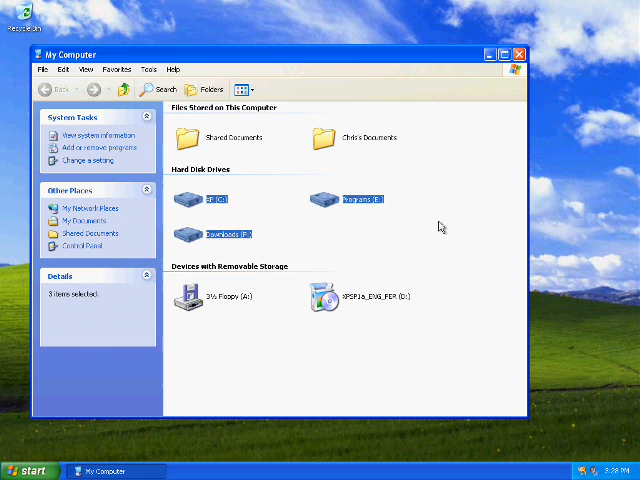 Recycle Bin
My Computer
File Edit View Favorites Tools Help
Back Search Folders
System Tasks
View system information
Add or remove programs
Change a setting
Other Places
My Network Places
My Documents
Shared Documents
Control Panel
Details
3 items selected.
Files Stored on This Computer
Shared Documents Chris's Documents
Hard Disk Drives
XP (C:) Programs (E:)
Downloads (F:)
Devices with Removable Storage
3½ Floppy (A:) XPSP1a_ENG_PER (D:)
start My Computer 3:28 PM